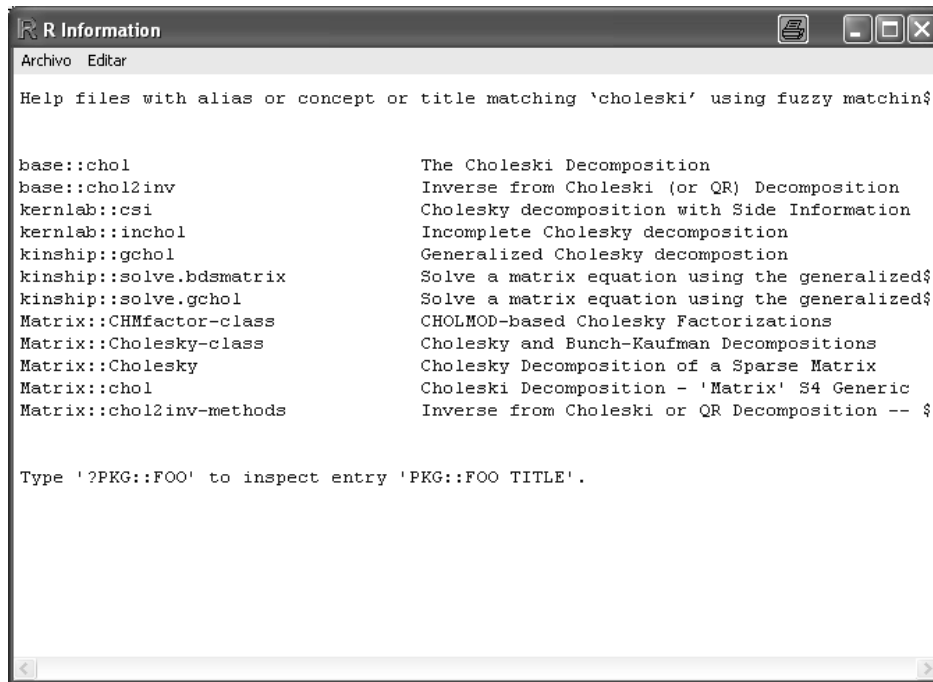 R Information
Archivo Editar
Help files with alias or concept or title matching ‘choleski’ using fuzzy matchin$
base::chol The Choleski Decomposition
base::chol2inv Inverse from Choleski (or QR) Decomposition
kernlab::csi Cholesky decomposition with Side Information
kernlab::inchol Incomplete Cholesky decomposition
kinship::gchol Generalized Cholesky decompostion
kinship::solve.bdsmatrix Solve a matrix equation using the generalized$
kinship::solve.gchol Solve a matrix equation using the generalized$
Matrix::CHMfactor-class CHOLMOD-based Cholesky Factorizations
Matrix::Cholesky-class Cholesky and Bunch-Kaufman Decompositions
Matrix::Cholesky Cholesky Decomposition of a Sparse Matrix
Matrix::chol Choleski Decomposition - 'Matrix' S4 Generic
Matrix::chol2inv-methods Inverse from Choleski or QR Decomposition -- $
Type '?PKG::FOO' to inspect entry 'PKG::FOO TITLE'.